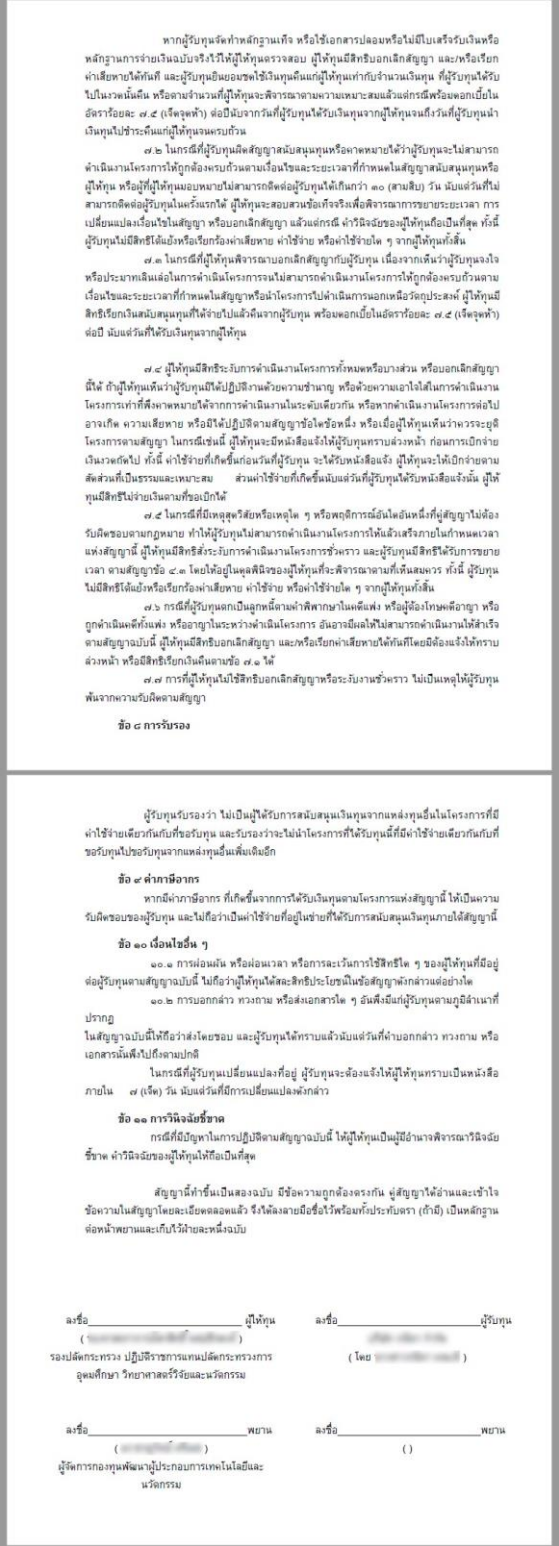 หากผู้รับทุนจัดทำหลักฐานเท็จ หรือใช้เอกสารปลอมหรือไม่มีใบเสร็จรับเงินหรือ
หลักฐานการจ่ายเงินฉบับจริงไว้ให้ผู้ให้ทุนตรวจสอบ ผู้ให้ทุนมีสิทธิบอกเลิกสัญญา และ/หรือเรียก
ค่าเสียหายได้ทันที และผู้รับทุนยินยอมชดใช้เงินทุนคืนแก่ผู้ให้ทุนเท่ากับจำนวนเงินทุน ที่ผู้รับทุนได้รับ
ไปในงวดนั้นคืน หรือตามจำนวนที่ผู้ให้ทุนจะพิจารณาตามความเหมาะสมแล้วแต่กรณีพร้อมดอกเบี้ยใน
อัตราร้อยละ ๗.๕ (เจ็ดจุดห้า) ต่อปีนับจากวันที่ผู้รับทุนได้รับเงินทุนจากผู้ให้ทุนจนถึงวันที่ผู้รับทุนนำ
เงินทุนไปชำระคืนแก่ผู้ให้ทุนจนครบถ้วน
๗.๒ ในกรณีที่ผู้รับทุนผิดสัญญาสนับสนุนทุนหรือคาดหมายได้ว่าผู้รับทุนจะไม่สามารถ
ดำเนินงานโครงการให้ถูกต้องครบถ้วนตามเงื่อนไขและระยะเวลาที่กำหนดในสัญญาสนับสนุนทุนหรือ
ผู้ให้ทุน หรือผู้ที่ผู้ให้ทุนมอบหมายไม่สามารถติดต่อผู้รับทุนได้เกินกว่า ๓๐ (สามสิบ) วัน นับแต่วันที่ไม่
สามารถติดต่อผู้รับทุนในครั้งแรกได้ ผู้ให้ทุนจะสอบสวนข้อเท็จจริงเพื่อพิจารณาการขยายระยะเวลา การ
เปลี่ยนแปลงเงื่อนไขในสัญญา หรือบอกเลิกสัญญา แล้วแต่กรณี คำวินิจฉัยของผู้ให้ทุนถือเป็นที่สุด ทั้งนี้
ผู้รับทุนไม่มีสิทธิโต้แย้งหรือเรียกร้องค่าเสียหาย ค่าใช้จ่าย หรือค่าใช้จ่ายใด ๆ จากผู้ให้ทุนทั้งสิ้น
๗.๓ ในกรณีที่ผู้ให้ทุนพิจารณาบอกเลิกสัญญากับผู้รับทุน เนื่องจากเห็นว่าผู้รับทุนจงใจ
หรือประมาทเลินเล่อในการดำเนินโครงการจนไม่สามารถดำเนินงานโครงการให้ถูกต้องครบถ้วนตาม
เงื่อนไขและระยะเวลาที่กำหนดในสัญญาหรือนำโครงการไปดำเนินการนอกเหนือวัตถุประสงค์ ผู้ให้ทุนมี
สิทธิเรียกเงินสนับสนุนทุนที่ได้จ่ายไปแล้วคืนจากผู้รับทุน พร้อมดอกเบี้ยในอัตราร้อยละ ๗.๕ (เจ็ดจุดห้า)
ต่อปี นับแต่วันที่ได้รับเงินทุนจากผู้ให้ทุน
๗.๔ ผู้ให้ทุนมีสิทธิระงับการดำเนินงานโครงการทั้งหมดหรือบางส่วน หรือบอกเลิกสัญญา
นี้ได้ ถ้าผู้ให้ทุนเห็นว่าผู้รับทุนมิได้ปฏิบัติงานด้วยความชำนาญ หรือด้วยความเอาใจใส่ในการดำเนินงาน
โครงการเท่าที่พึงคาดหมายได้จากการดำเนินงานในระดับเดียวกัน หรือหากดำเนินงานโครงการต่อไป
อาจเกิด ความเสียหาย หรือมิได้ปฏิบัติตามสัญญาข้อใดข้อหนึ่ง หรือเมื่อผู้ให้ทุนเห็นว่าควรจะยุติ
โครงการตามสัญญา ในกรณีเช่นนี้ ผู้ให้ทุนจะมีหนังสือแจ้งให้ผู้รับทุนทราบล่วงหน้า ก่อนการเบิกจ่าย
เงินงวดถัดไป ทั้งนี้ ค่าใช้จ่ายที่เกิดขึ้นก่อนวันที่ผู้รับทุน จะได้รับหนังสือแจ้ง ผู้ให้ทุนจะให้เบิกจ่ายตาม
สัดส่วนที่เป็นธรรมและเหมาะสม ส่วนค่าใช้จ่ายที่เกิดขึ้นนับแต่วันที่ผู้รับทุนได้รับหนังสือแจ้งนั้น ผู้ให้
ทุนมีสิทธิไม่จ่ายเงินตามที่ขอเบิกได้
๗.๕ ในกรณีที่มีเหตุสุดวิสัยหรือเหตุใด ๆ หรือพฤติการณ์อันใดอันหนึ่งที่คู่สัญญาไม่ต้อง
รับผิดชอบตามกฎหมาย ทำให้ผู้รับทุนไม่สามารถดำเนินงานโครงการให้แล้วเสร็จภายในกำหนดเวลา
แห่งสัญญานี้ ผู้ให้ทุนมีสิทธิสั่งระงับการดำเนินงานโครงการชั่วคราว และผู้รับทุนมีสิทธิได้รับการขยาย
เวลา ตามสัญญาข้อ ๔.๓ โดยให้อยู่ในดุลพินิจของผู้ให้ทุนที่จะพิจารณาตามที่เห็นสมควร ทั้งนี้ ผู้รับทุน
ไม่มีสิทธิโต้แย้งหรือเรียกร้องค่าเสียหาย ค่าใช้จ่าย หรือค่าใช้จ่ายใด ๆ จากผู้ให้ทุนทั้งสิ้น
๗.๖ กรณีที่ผู้รับทุนตกเป็นลูกหนี้ตามคำพิพากษาในคดีแพ่ง หรือผู้ต้องโทษคดีอาญา หรือ
ถูกดำเนินคดีทั้งแพ่ง หรืออาญาในระหว่างดำเนินโครงการ อันอาจมีผลให้ไม่สามารถดำเนินงานให้สำเร็จ
ตามสัญญาฉบับนี้ ผู้ให้ทุนมีสิทธิบอกเลิกสัญญา และ/หรือเรียกค่าเสียหายได้ทันทีโดยมิต้องแจ้งให้ทราบ
ล่วงหน้า หรือมีสิทธิเรียกเงินคืนตามข้อ ๗.๑ ได้
๗.๗ การที่ผู้ให้ทุนไม่ใช้สิทธิบอกเลิกสัญญาหรือระงับงานชั่วคราว ไม่เป็นเหตุให้ผู้รับทุน
พ้นจากความรับผิดตามสัญญา
ข้อ ๘ การรับรอง
ผู้รับทุนรับรองว่า ไม่เป็นผู้ได้รับการสนับสนุนเงินทุนจากแหล่งทุนอื่นในโครงการที่มี
ค่าใช้จ่ายเดียวกันกับที่ขอรับทุน และรับรองว่าจะไม่นำโครงการที่ได้รับทุนนี้ที่มีค่าใช้จ่ายเดียวกันกับที่
ขอรับทุนไปขอรับทุนจากแหล่งทุนอื่นเพิ่มเติมอีก
ข้อ ๙ ค่าภาษีอากร
หากมีค่าภาษีอากร ที่เกิดขึ้นจากการได้รับเงินทุนตามโครงการแห่งสัญญานี้ ให้เป็นความ
รับผิดชอบของผู้รับทุน และไม่ถือว่าเป็นค่าใช้จ่ายที่อยู่ในข่ายที่ได้รับการสนับสนุนเงินทุนภายใต้สัญญานี้
ข้อ ๑๐ เงื่อนไขอื่น ๆ
๑๐.๑ การผ่อนผัน หรือผ่อนเวลา หรือการละเว้นการใช้สิทธิใด ๆ ของผู้ให้ทุนที่มีอยู่
ต่อผู้รับทุนตามสัญญาฉบับนี้ ไม่ถือว่าผู้ให้ทุนได้สละสิทธิประโยชน์ในข้อสัญญาดังกล่าวแต่อย่างใด
๑๐.๒ การบอกกล่าว ทวงถาม หรือส่งเอกสารใด ๆ อันพึงมีแก่ผู้รับทุนตามภูมิลำเนาที่
ปรากฏ
ในสัญญาฉบับนี้ให้ถือว่าส่งโดยชอบ และผู้รับทุนได้ทราบแล้วนับแต่วันที่คำบอกกล่าว ทวงถาม หรือ
เอกสารนั้นพึงไปถึงตามปกติ
ในกรณีที่ผู้รับทุนเปลี่ยนแปลงที่อยู่ ผู้รับทุนจะต้องแจ้งให้ผู้ให้ทุนทราบเป็นหนังสือ
ภายใน ๗ (เจ็ด) วัน นับแต่วันที่มีการเปลี่ยนแปลงดังกล่าว
ข้อ ๑๑ การวินิจฉัยชี้ขาด
กรณีที่มีปัญหาในการปฏิบัติตามสัญญาฉบับนี้ ให้ผู้ให้ทุนเป็นผู้มีอำนาจพิจารณาวินิจฉัย
ชี้ขาด คำวินิจฉัยของผู้ให้ทุนให้ถือเป็นที่สุด
สัญญานี้ทำขึ้นเป็นสองฉบับ มีข้อความถูกต้องตรงกัน คู่สัญญาได้อ่านและเข้าใจ
ข้อความในสัญญาโดยละเอียดตลอดแล้ว จึงได้ลงลายมือชื่อไว้พร้อมทั้งประทับตรา (ถ้ามี) เป็นหลักฐาน
ต่อหน้าพยานและเก็บไว้ฝ่ายละหนึ่งฉบับ
ลงชื่อ ผู้ให้ทุน ลงชื่อ ผู้รับทุน
( )
รองปลัดกระทรวง ปฏิบัติราชการแทนปลัดกระทรวงการ ( โดย )
อุดมศึกษา วิทยาศาสตร์วิจัยและนวัตกรรม
ลงชื่อ พยาน ลงชื่อ พยาน
( ) ( )
ผู้จัดการกองทุนพัฒนาผู้ประกอบการเทคโนโลยีและ
นวัตกรรม